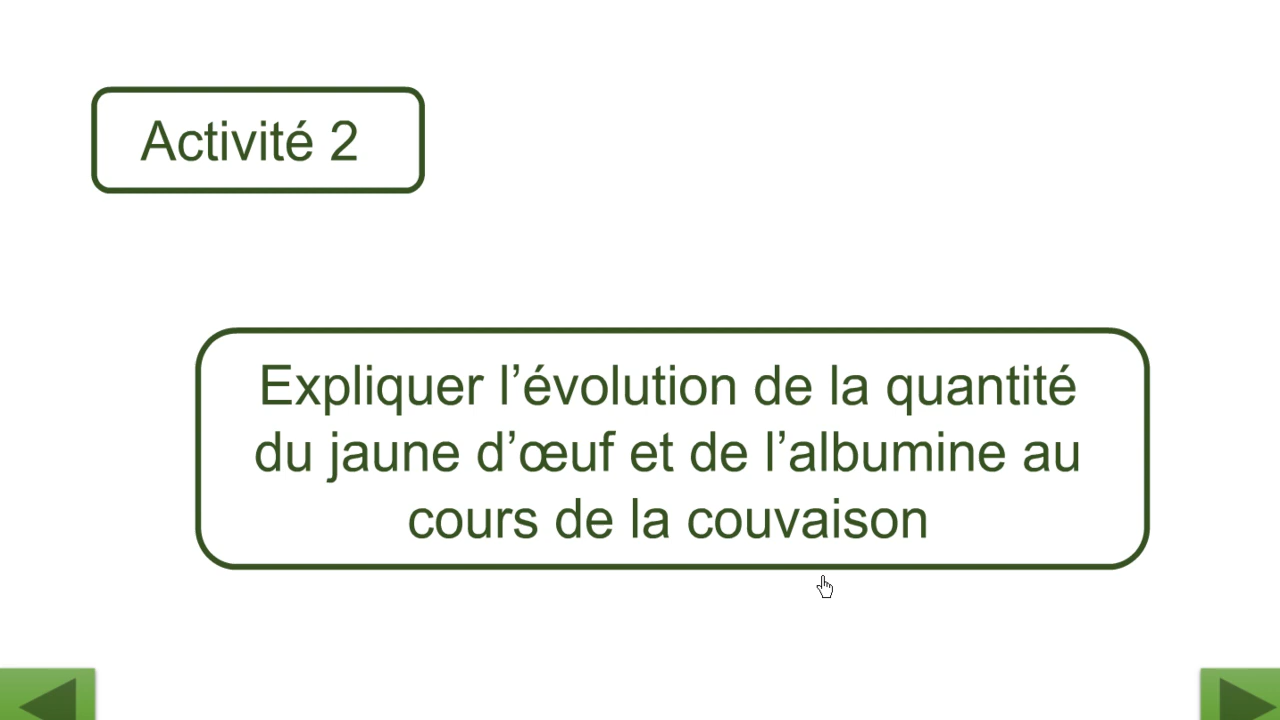 Activité 2
Expliquer l’évolution de la quantité
du jaune d’œuf et de l’albumine au
cours de la couvaison